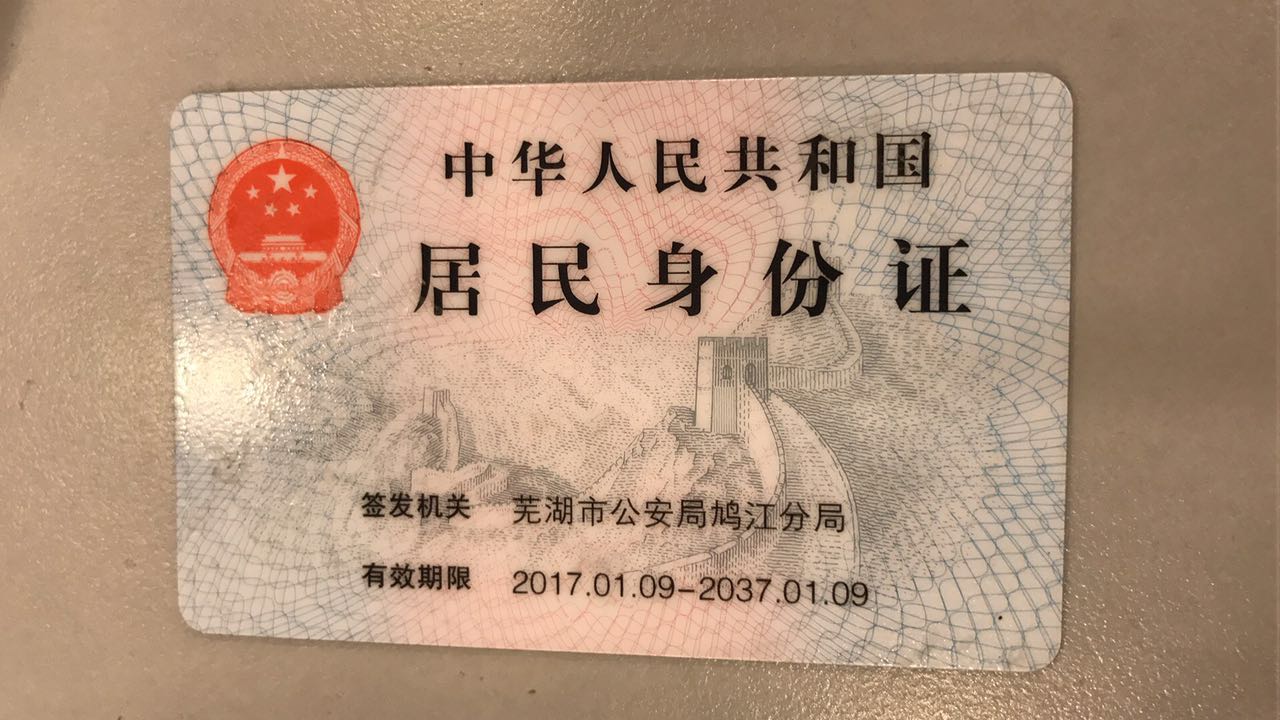 中华人民共和国
居民身份证
签发机关 芜湖市公安局鸠江分局
有效期限 2017.01.09-2037.01.09